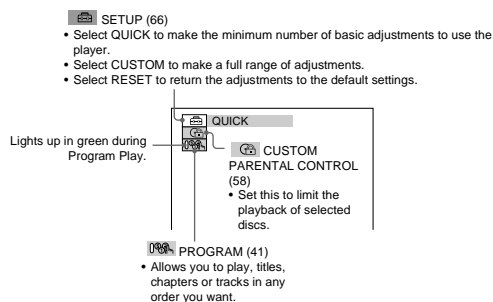 SETUP (66)
• Select QUICK to make the minimum number of basic adjustments to use the
player.
• Select CUSTOM to make a full range of adjustments.
• Select RESET to return the adjustments to the default settings.
QUICK
Lights up in green during
Program Play.
CUSTOM
PARENTAL CONTROL
(58)
• Set this to limit the
playback of selected
discs.
PROGRAM (41)
• Allows you to play, titles,
chapters or tracks in any
order you want.